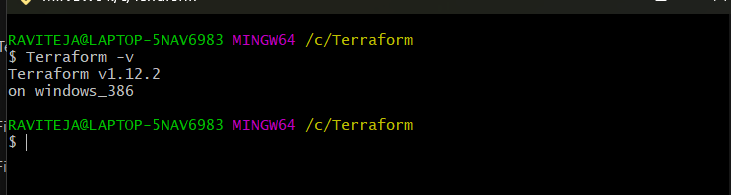 RAVITEJA@LAPTOP-5NAV6983 MINGW64 /c/Terraform
$ Terraform -v
Terraform v1.12.2
on windows_386
RAVITEJA@LAPTOP-5NAV6983 MINGW64 /c/Terraform
$